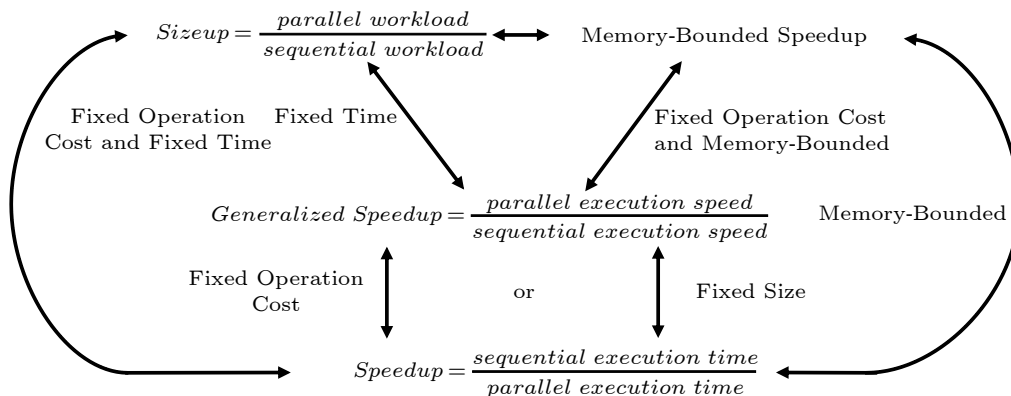 Sizeup = parallel workload / sequential workload
Memory-Bounded Speedup
Fixed Operation
Cost and Fixed Time
Fixed Time
Fixed Operation Cost
and Memory-Bounded
Generalized Speedup = parallel execution speed / sequential execution speed
Memory-Bounded
Fixed Operation
Cost
or
Fixed Size
Speedup = sequential execution time / parallel execution time